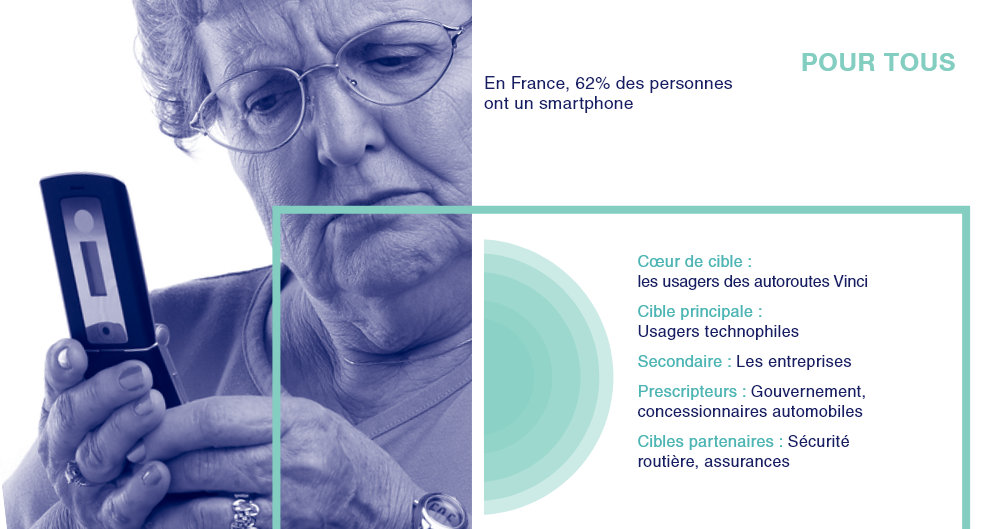 POUR TOUS
En France, 62% des personnes
ont un smartphone
Cœur de cible :
les usagers des autoroutes Vinci
Cible principale :
Usagers technophiles
Secondaire : Les entreprises
Prescripteurs : Gouvernement,
concessionnaires automobiles
Cibles partenaires : Sécurité
routière, assurances